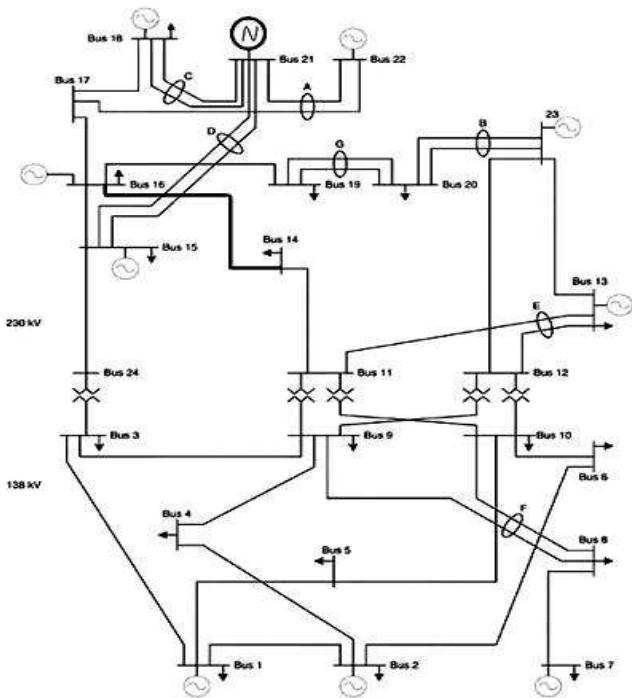 Bus 18
N
Bus 21
Bus 22
Bus 17
C
A
23
B
D
G
Bus 16
Bus 19
Bus 20
Bus 15
Bus 14
Bus 13
E
230 kV
Bus 24
Bus 11
Bus 12
Bus 3
Bus 9
Bus 10
Bus 6
138 kV
Bus 4
F
Bus 5
Bus 8
Bus 1
Bus 2
Bus 7